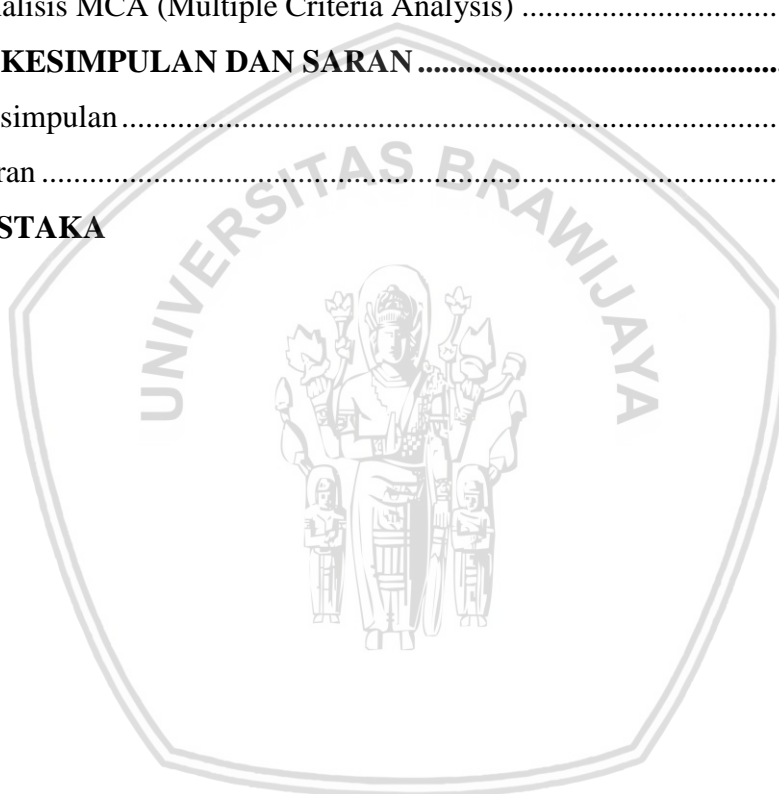 alisis MCA (Multiple Criteria Analysis) ................................
KESIMPULAN DAN SARAN ................................................
simpulan ...................................................................................
ran .............................................................................................
STAKA
UNIVERSITAS BRAWIJAYA